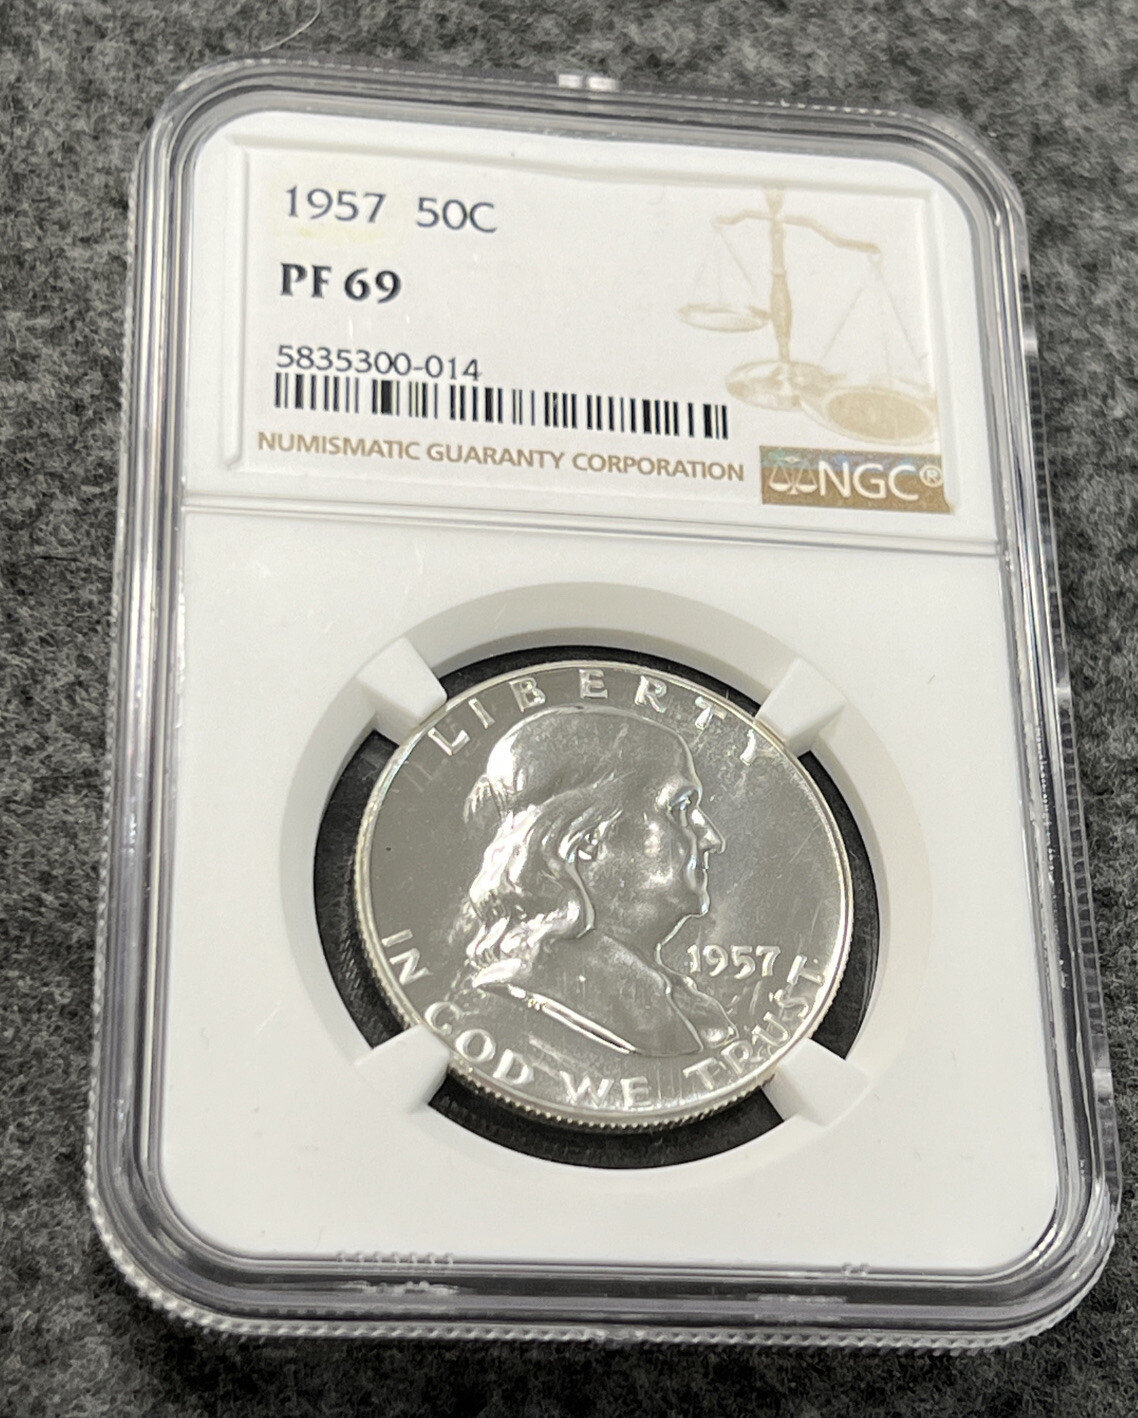 1957 50C
PF 69
5835300-014
NUMISMATIC GUARANTY CORPORATION
NGC®
LIBERTY
1957
IN GOD WE TRUST